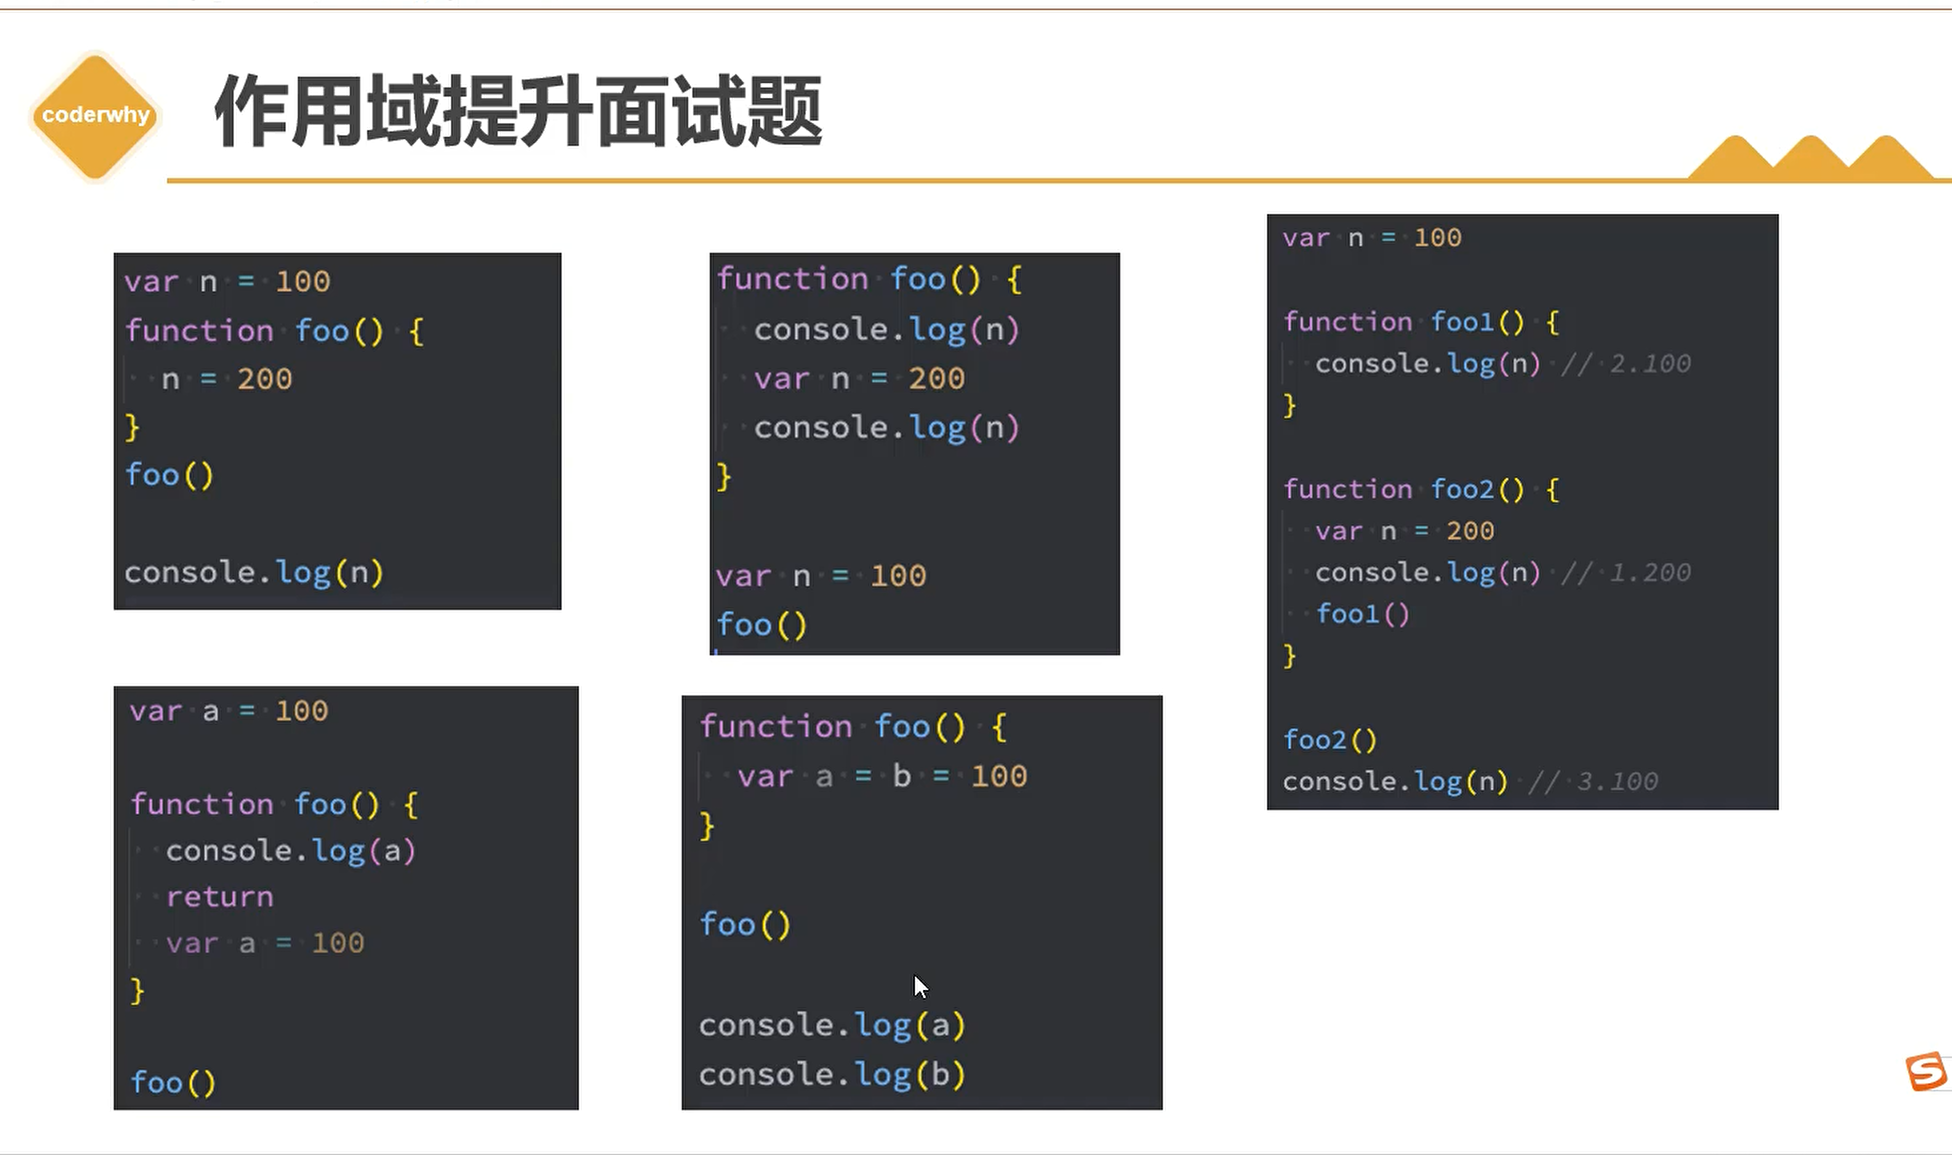 coderwhy
作用域提升面试题
var n = 100
function foo() {
  n = 200
}
foo()
console.log(n)
function foo() {
  console.log(n)
  var n = 200
  console.log(n)
}
var n = 100
foo()
var n = 100
function foo1() {
  console.log(n) // 2.100
}
function foo2() {
  var n = 200
  console.log(n) // 1.200
  foo1()
}
foo2()
console.log(n) // 3.100
var a = 100
function foo() {
  console.log(a)
  return
  var a = 100
}
foo()
function foo() {
  var a = b = 100
}
foo()
console.log(a)
console.log(b)
S